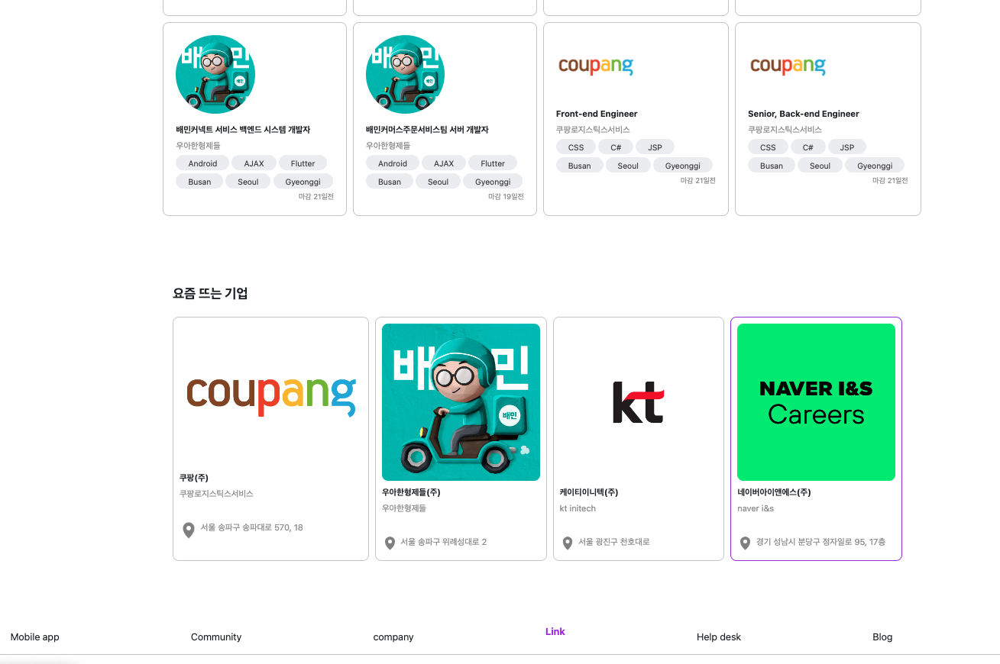 배민
배민
배민커넥트 서비스 백엔드 시스템 개발자
우아한형제들
Android AJAX Flutter
Busan Seoul Gyeonggi
마감 21일전
배민
배민
배민커머스주문서비스팀 서버 개발자
우아한형제들
Android AJAX Flutter
Busan Seoul Gyeonggi
마감 19일전
coupang
Front-end Engineer
쿠팡로지스틱스서비스
CSS C# JSP
Busan Seoul Gyeonggi
마감 21일전
coupang
Senior, Back-end Engineer
쿠팡로지스틱스서비스
CSS C# JSP
Busan Seoul Gyeonggi
마감 21일전
요즘 뜨는 기업
coupang
쿠팡(주)
쿠팡로지스틱스서비스
서울 송파구 송파대로 570, 18
배민
배민
우아한형제들(주)
우아한형제들
서울 송파구 위례성대로 2
kt
케이티이니텍(주)
kt initech
서울 광진구 천호대로
NAVER I&S
Careers
네이버아이앤에스(주)
naver i&s
경기 성남시 분당구 정자일로 95, 17층
Mobile app Community company Link Help desk Blog